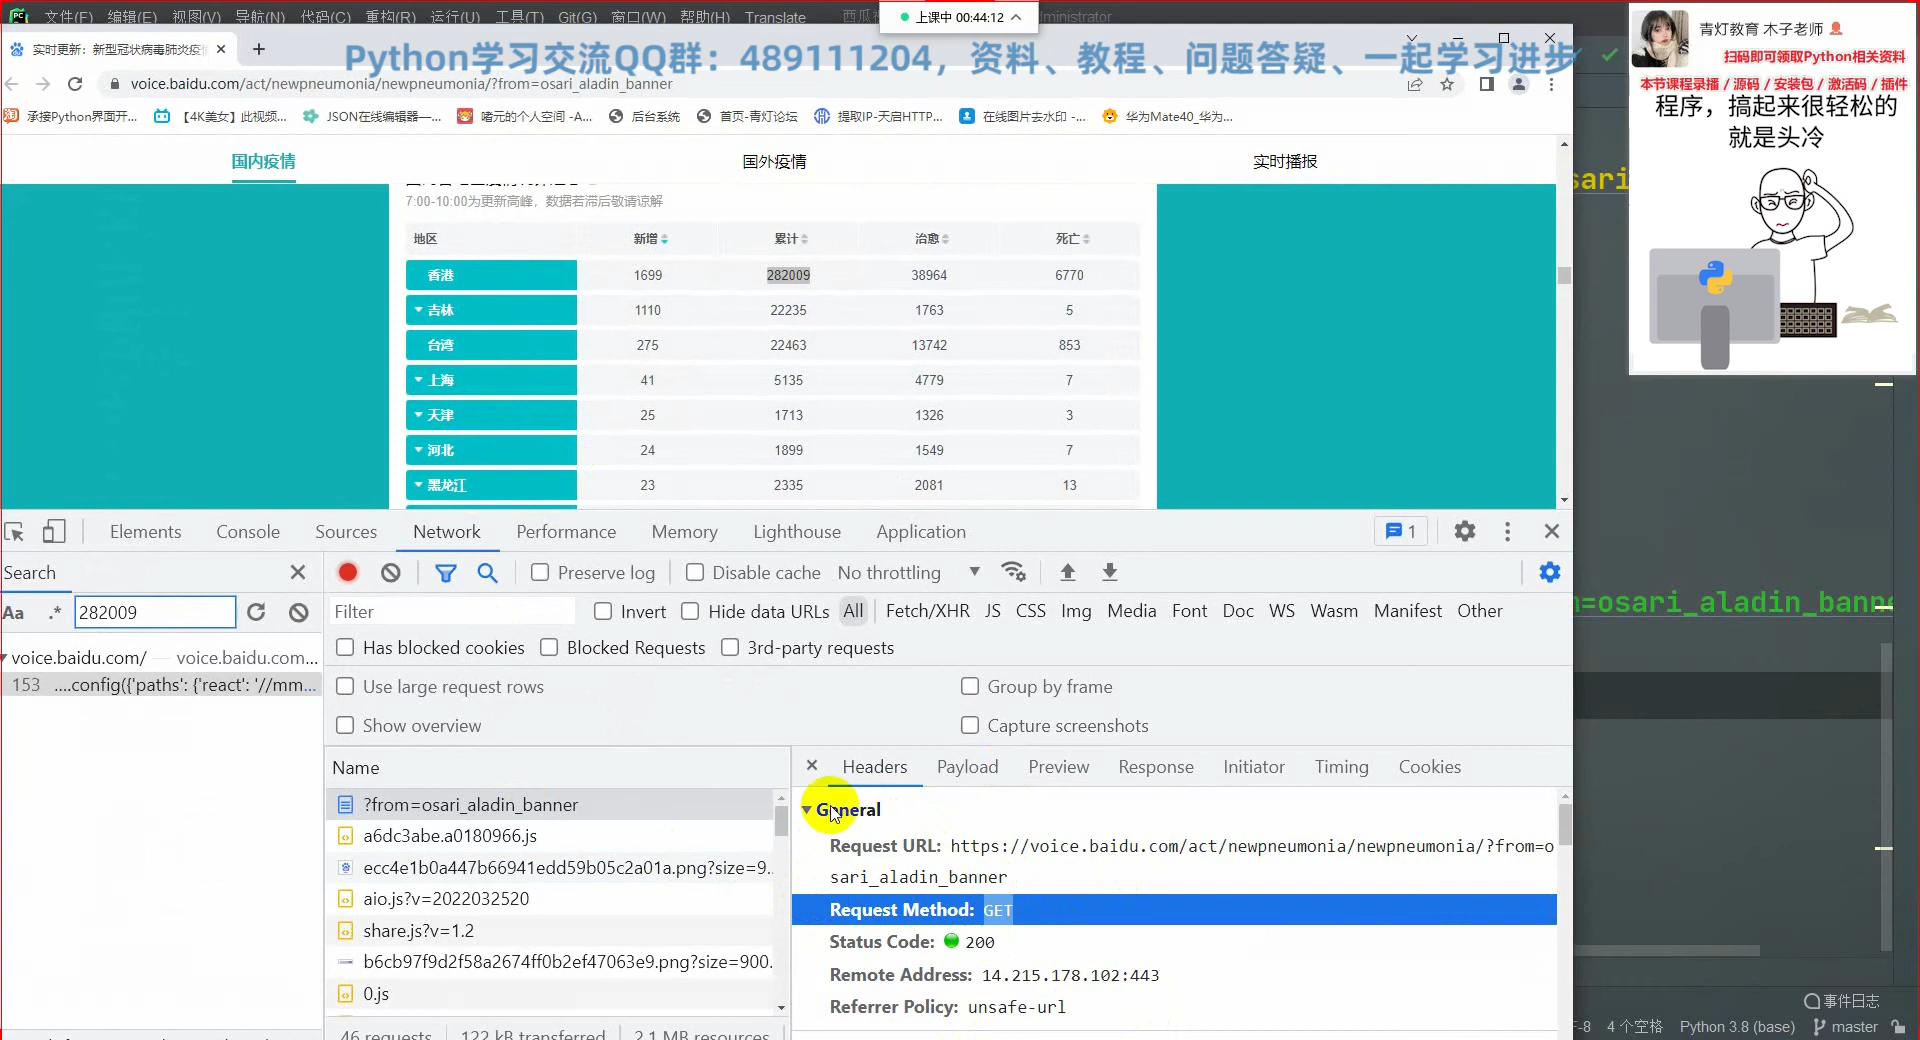 文件(F) 编辑(E) 视图(V) 导航(N) 代码(C) 重构(R) 运行(U) 工具(T) Git(G) 窗口(W) 帮助(H) Translate
上课中 00:44:12
实时更新：新型冠状病毒肺炎疫
Python学习交流QQ群：489111204，资料、教程、问题答疑、一起学习进步
voice.baidu.com/act/newpneumonia/newpneumonia/?from=osari_aladin_banner
承接Python界面开... 【4K美女】此视频... JSON在线编辑器—... 啫元的个人空间 -A... 后台系统 首页-青灯论坛 提取IP-天启HTTP... 在线图片去水印 -... 华为Mate40_华为...
青灯教育 木子老师
扫码即可领取Python相关资料
本节课程录播 / 源码 / 安装包 / 激活码 / 插件
程序，搞起来很轻松的
就是头冷
国内疫情 国外疫情 实时播报
7:00-10:00为更新高峰，数据若滞后敬请谅解
地区 新增 累计 治愈 死亡
香港 1699 282009 38964 6770
吉林 1110 22235 1763 5
台湾 275 22463 13742 853
上海 41 5135 4779 7
天津 25 1713 1326 3
河北 24 1899 1549 7
黑龙江 23 2335 2081 13
sari
=osari_aladin_banne
Elements Console Sources Network Performance Memory Lighthouse Application 1
Search
Preserve log Disable cache No throttling
Aa .* 282009
Filter Invert Hide data URLs All Fetch/XHR JS CSS Img Media Font Doc WS Wasm Manifest Other
Has blocked cookies Blocked Requests 3rd-party requests
voice.baidu.com/ — voice.baidu.com...
153 ....config({'paths': {'react': '//mm...
Use large request rows Group by frame
Show overview Capture screenshots
Name
?from=osari_aladin_banner
a6dc3abe.a0180966.js
ecc4e1b0a447b66941edd59b05c2a01a.png?size=9...
aio.js?v=2022032520
share.js?v=1.2
b6cb97f9d2f58a2674ff0b2ef47063e9.png?size=900...
0.js
46 requests 122 kB transferred 2.1 MB resources
Headers Payload Preview Response Initiator Timing Cookies
General
Request URL: https://voice.baidu.com/act/newpneumonia/newpneumonia/?from=o
sari_aladin_banner
Request Method: GET
Status Code: 200
Remote Address: 14.215.178.102:443
Referrer Policy: unsafe-url
事件日志
F-8 4 个空格 Python 3.8 (base) master